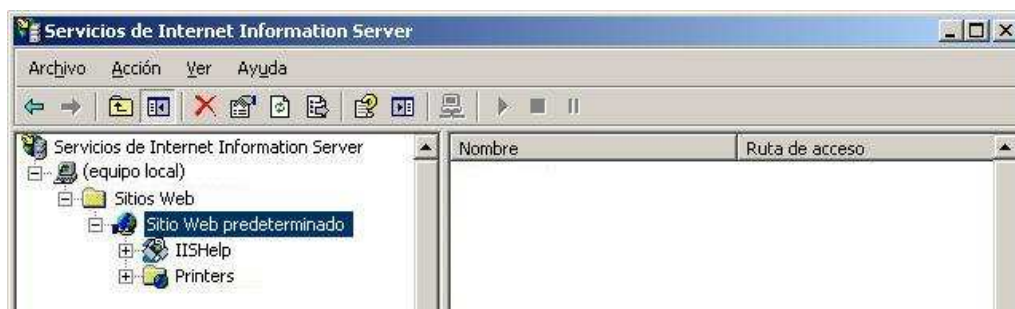 Servicios de Internet Information Server
Archivo Acción Ver Ayuda
Servicios de Internet Information Server
(equipo local)
Sitios Web
Sitio Web predeterminado
IISHelp
Printers
Nombre Ruta de acceso